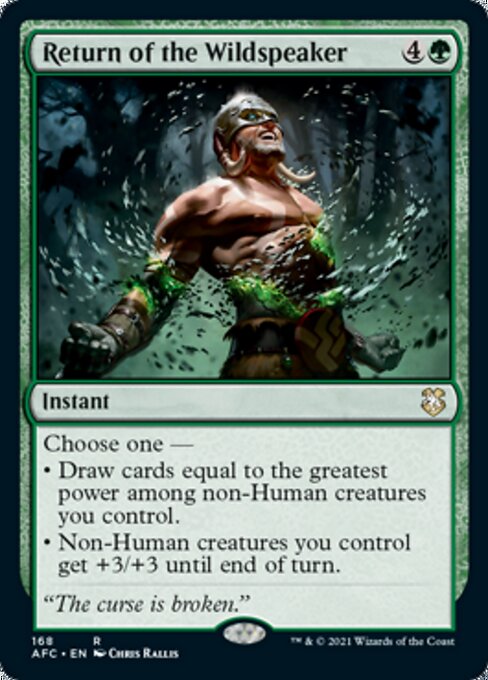 Return of the Wildspeaker 4
Instant
Choose one —
• Draw cards equal to the greatest
power among non-Human creatures
you control.
• Non-Human creatures you control
get +3/+3 until end of turn.
“The curse is broken.”
168 R
AFC • EN Chris Rallis
™ & © 2021 Wizards of the Coast